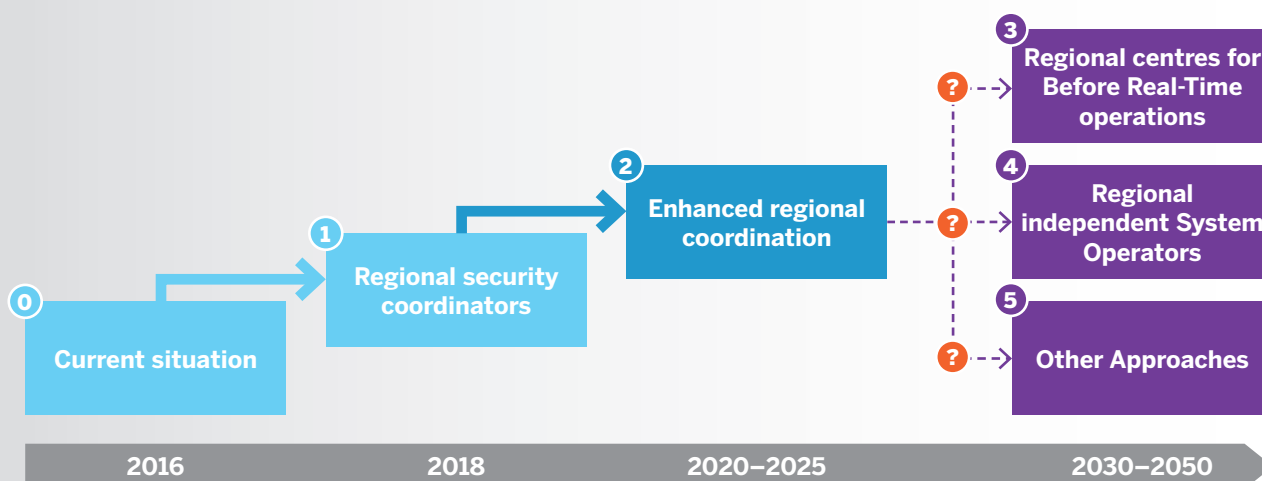 0
Current situation
1
Regional security
coordinators
2
Enhanced regional
coordination
?
?
?
3
Regional centres for
Before Real-Time
operations
4
Regional
independent System
Operators
5
Other Approaches
2016
2018
2020–2025
2030–2050